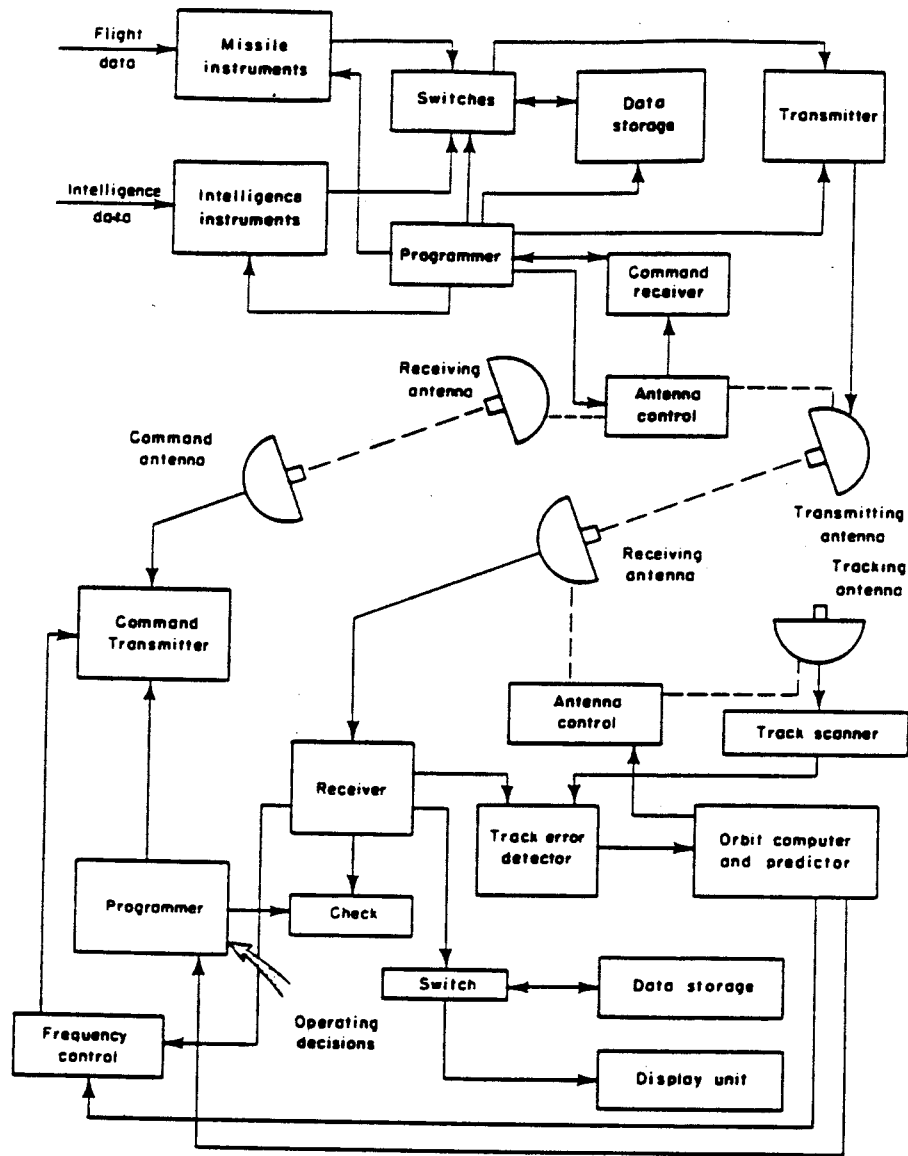 Flight
data
Missile
instruments
Switches
Data
storage
Transmitter
Intelligence
data
Intelligence
instruments
Programmer
Command
receiver
Receiving
antenna
Antenna
control
Command
antenna
Transmitting
antenna
Receiving
antenna
Tracking
antenna
Command
Transmitter
Antenna
control
Track scanner
Receiver
Track error
detector
Orbit computer
and predictor
Programmer
Check
Switch
Data storage
Operating
decisions
Frequency
control
Display unit